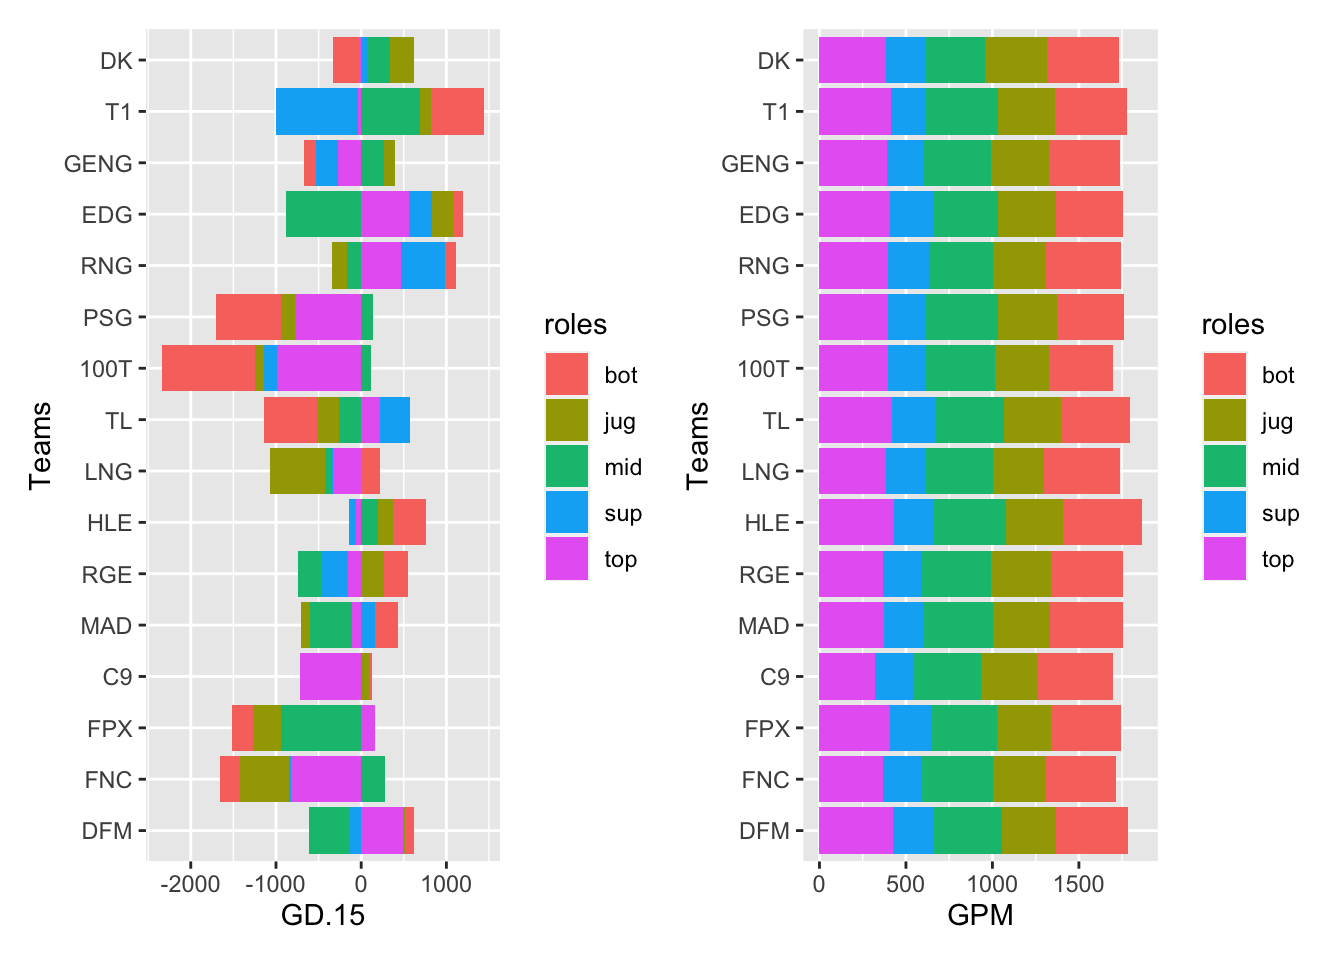 DK
T1
GENG
EDG
RNG
PSG
100T
TL
LNG
HLE
RGE
MAD
C9
FPX
FNC
DFM
Teams
-2000 -1000 0 1000
GD.15
roles
bot
jug
mid
sup
top
DK
T1
GENG
EDG
RNG
PSG
100T
TL
LNG
HLE
RGE
MAD
C9
FPX
FNC
DFM
Teams
0 500 1000 1500
GPM
roles
bot
jug
mid
sup
top